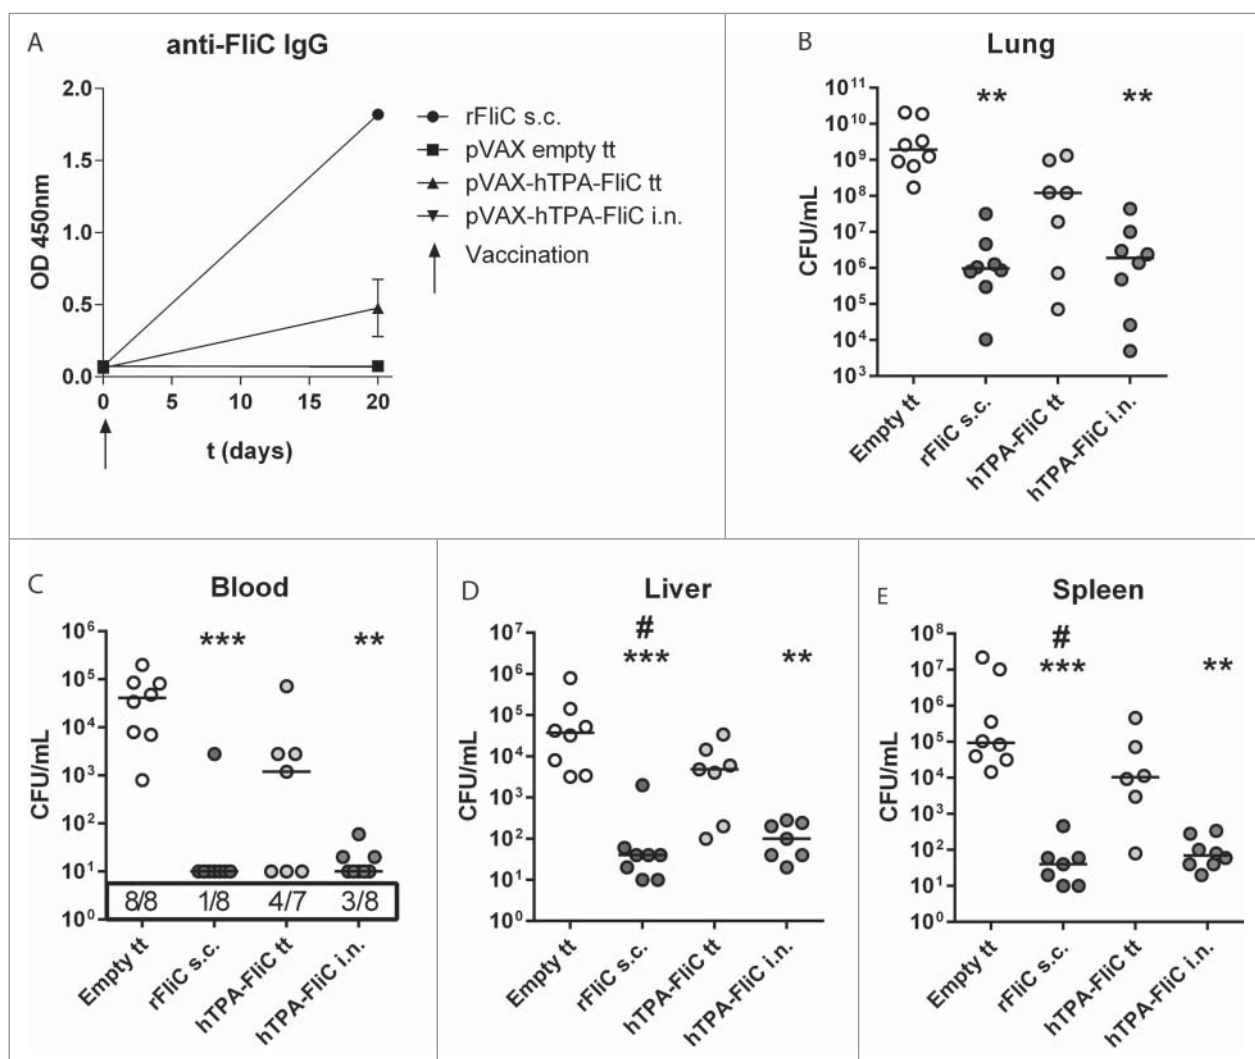 A
anti-FliC IgG
2.0
1.5
1.0
0.5
0.0
OD 450nm
0 5 10 15 20
t (days)
rFliC s.c.
pVAX empty tt
pVAX-hTPA-FliC tt
pVAX-hTPA-FliC i.n.
Vaccination
B
Lung
** **
10¹¹
10¹⁰
10⁹
10⁸
10⁷
10⁶
10⁵
10⁴
10³
CFU/mL
Empty tt
rFliC s.c.
hTPA-FliC tt
hTPA-FliC i.n.
C
Blood
*** **
10⁶
10⁵
10⁴
10³
10²
10¹
10⁰
CFU/mL
8/8 1/8 4/7 3/8
Empty tt
rFliC s.c.
hTPA-FliC tt
hTPA-FliC i.n.
D
Liver
#
*** **
10⁷
10⁶
10⁵
10⁴
10³
10²
10¹
10⁰
CFU/mL
Empty tt
rFliC s.c.
hTPA-FliC tt
hTPA-FliC i.n.
E
Spleen
#
*** **
10⁸
10⁷
10⁶
10⁵
10⁴
10³
10²
10¹
10⁰
CFU/mL
Empty tt
rFliC s.c.
hTPA-FliC tt
hTPA-FliC i.n.